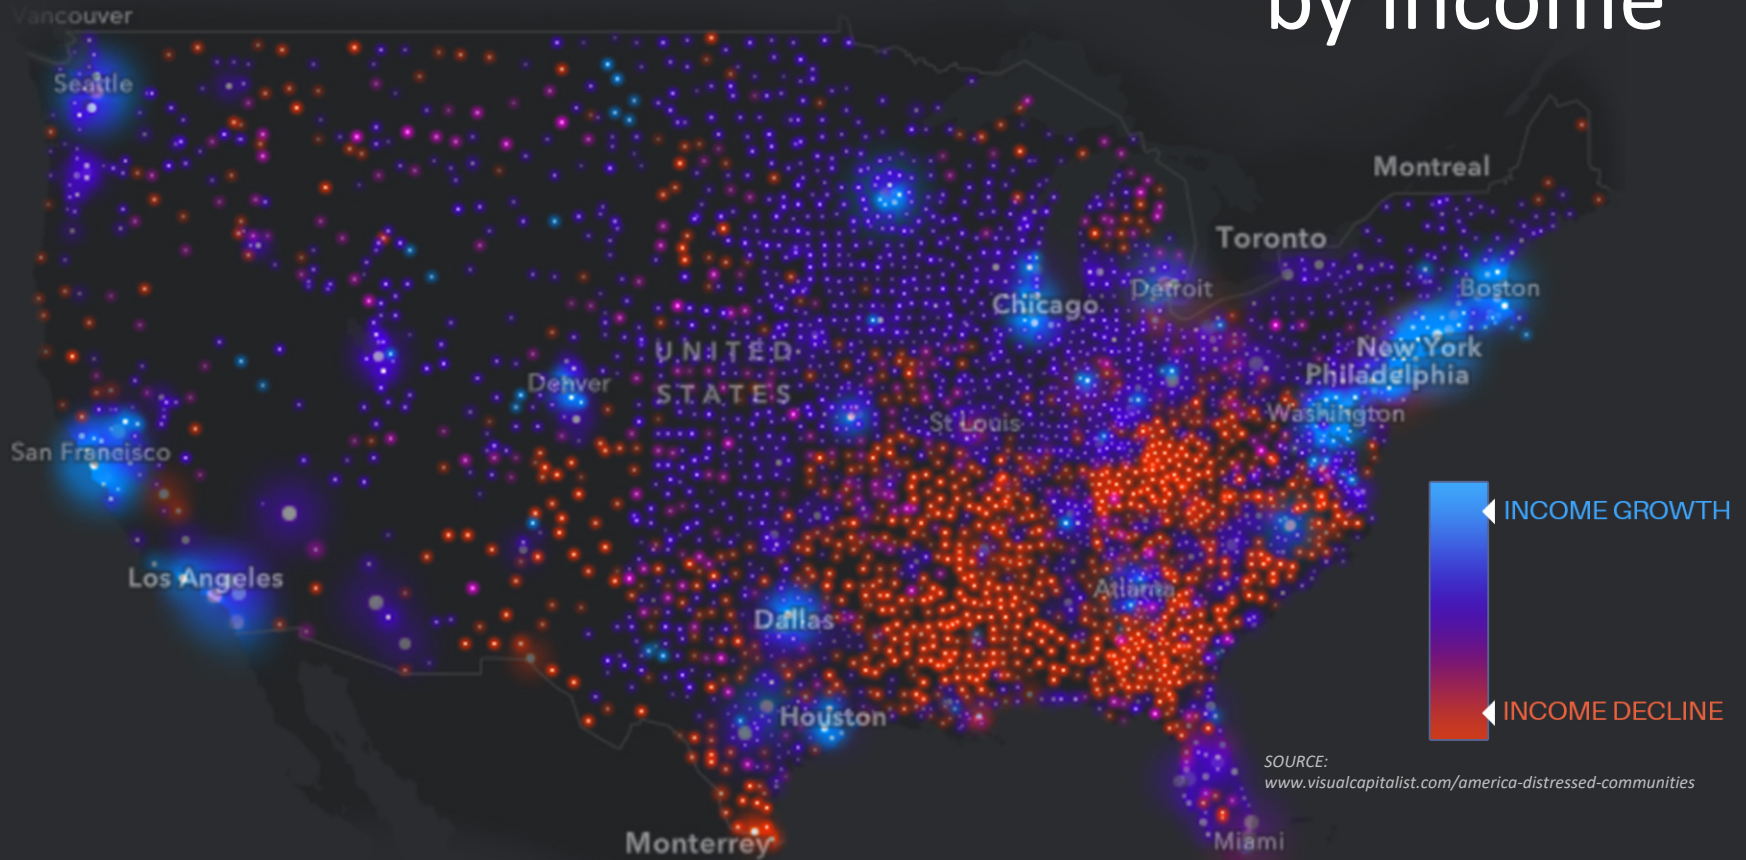 by income
Vancouver
Seattle
Montreal
Toronto
Boston
Detroit
Chicago
New York
UNITED
STATES
Denver
Philadelphia
Washington
St Louis
San Francisco
INCOME GROWTH
Los Angeles
Atlanta
Dallas
Houston
INCOME DECLINE
SOURCE:
www.visualcapitalist.com/america-distressed-communities
Monterrey
Miami